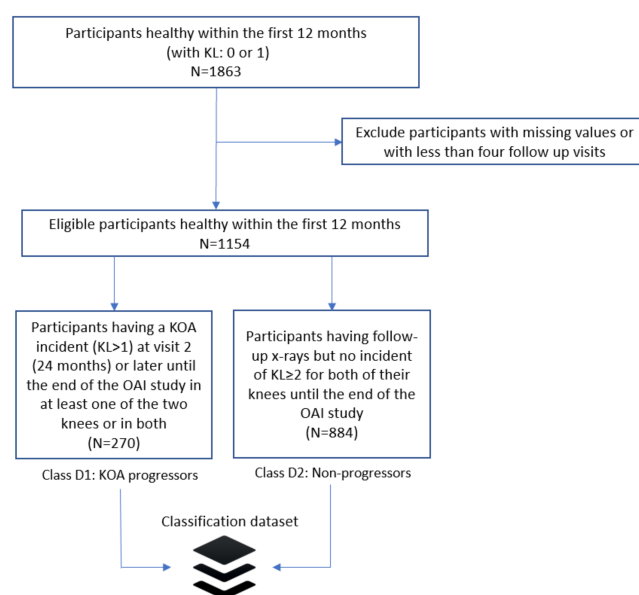 Participants healthy within the first 12 months
(with KL: 0 or 1)
N=1863
Exclude participants with missing values or
with less than four follow up visits
Eligible participants healthy within the first 12 months
N=1154
Participants having a KOA
incident (KL>1) at visit 2
(24 months) or later until
the end of the OAI study in
at least one of the two
knees or in both
(N=270)
Participants having follow-
up x-rays but no incident
of KL≥2 for both of their
knees until the end of the
OAI study
(N=884)
Class D1: KOA progressors
Class D2: Non-progressors
Classification dataset